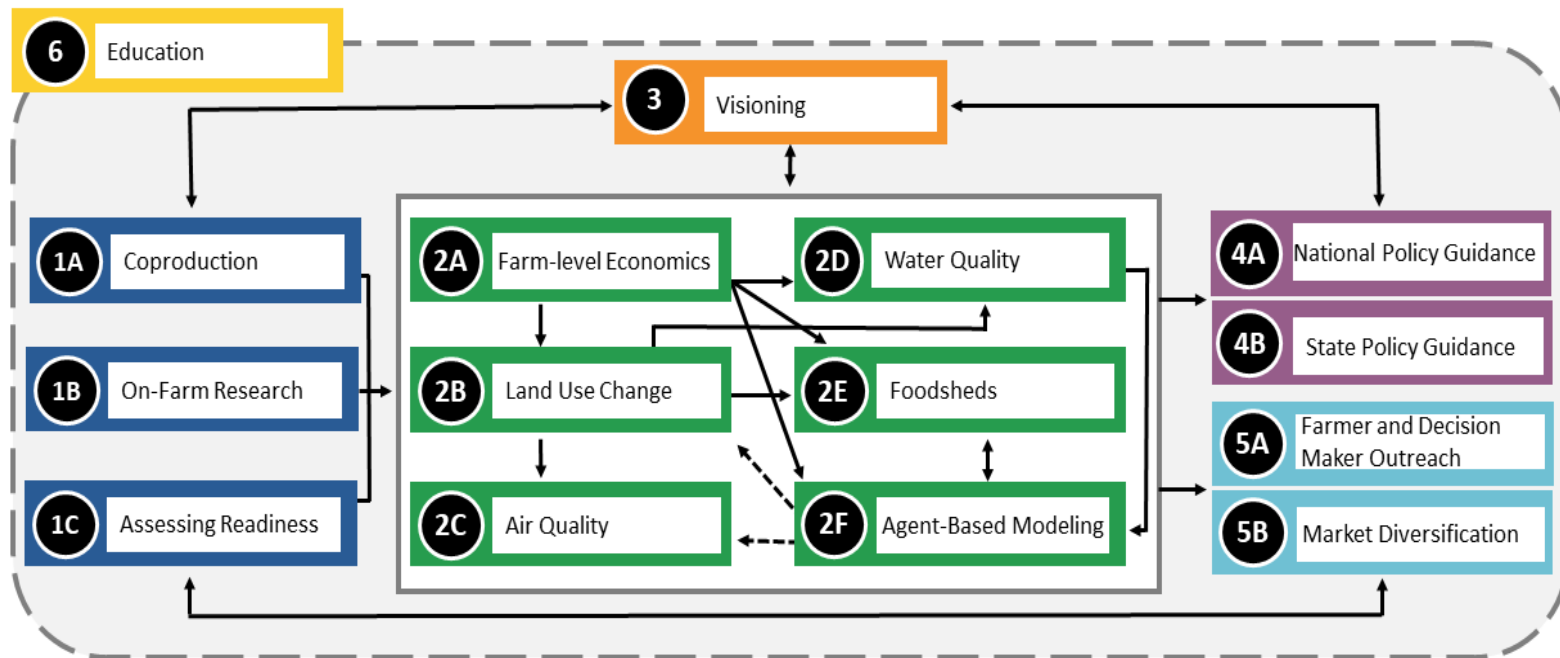 6 Education
3 Visioning
1A Coproduction
1B On-Farm Research
1C Assessing Readiness
2A Farm-level Economics
2B Land Use Change
2C Air Quality
2D Water Quality
2E Foodsheds
2F Agent-Based Modeling
4A National Policy Guidance
4B State Policy Guidance
5A Farmer and Decision
Maker Outreach
5B Market Diversification